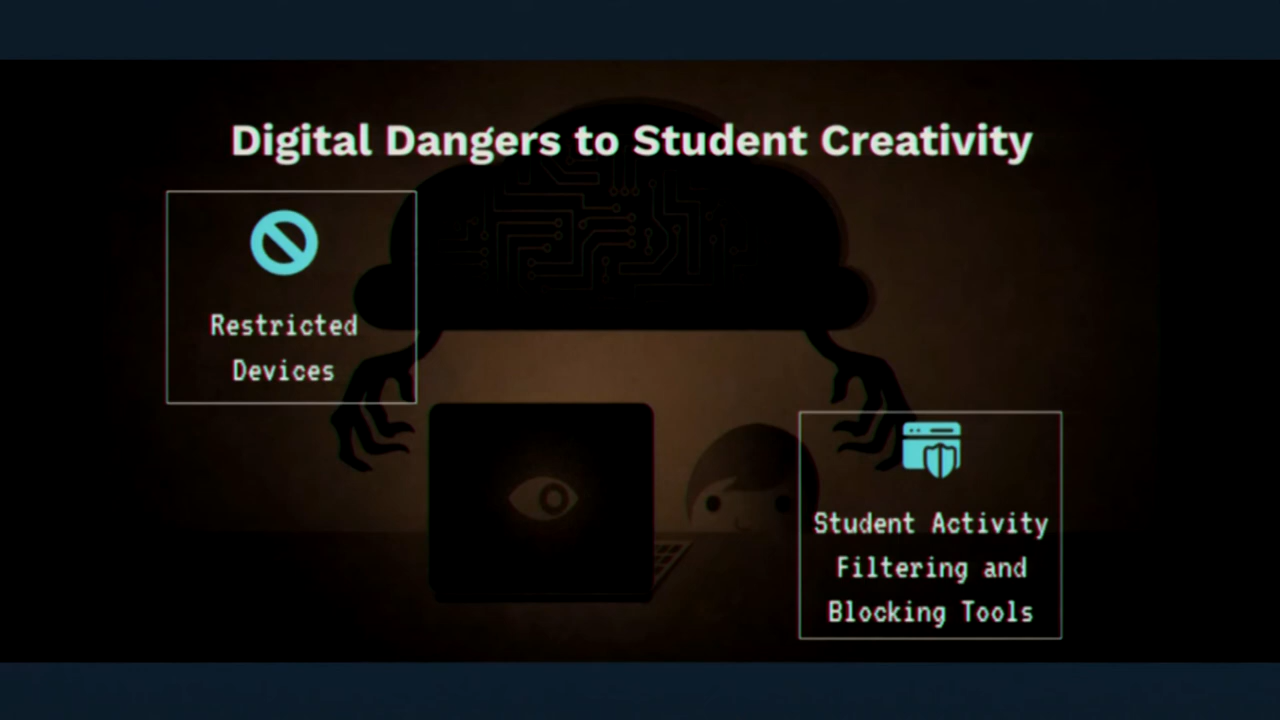 Digital Dangers to Student Creativity
Restricted
Devices
Student Activity
Filtering and
Blocking Tools